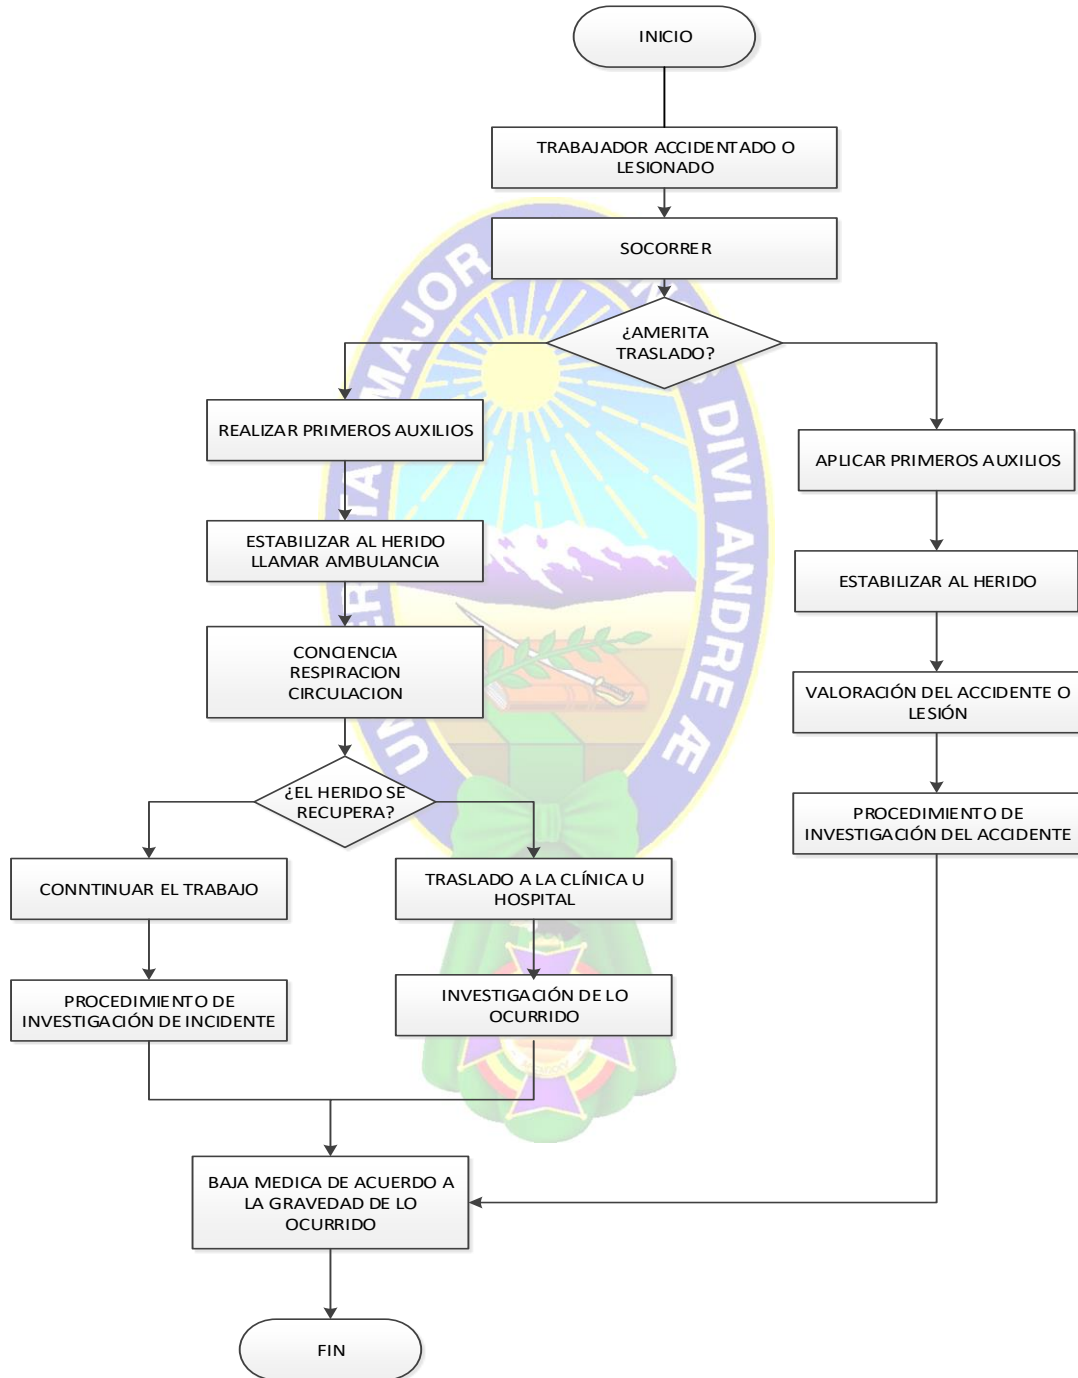 INICIO
TRABAJADOR ACCIDENTADO O
LESIONADO
SOCORRER
¿AMERITA
TRASLADO?
REALIZAR PRIMEROS AUXILIOS
APLICAR PRIMEROS AUXILIOS
ESTABILIZAR AL HERIDO
LLAMAR AMBULANCIA
ESTABILIZAR AL HERIDO
CONCIENCIA
RESPIRACION
CIRCULACION
VALORACIÓN DEL ACCIDENTE O
LESIÓN
¿EL HERIDO SE
RECUPERA?
PROCEDIMIENTO DE
INVESTIGACIÓN DEL ACCIDENTE
CONNTINUAR EL TRABAJO
TRASLADO A LA CLÍNICA U
HOSPITAL
PROCEDIMIENTO DE
INVESTIGACIÓN DE INCIDENTE
INVESTIGACIÓN DE LO
OCURRIDO
BAJA MEDICA DE ACUERDO A
LA GRAVEDAD DE LO
OCURRIDO
FIN
MAJOR
DIVI ANDRE Æ